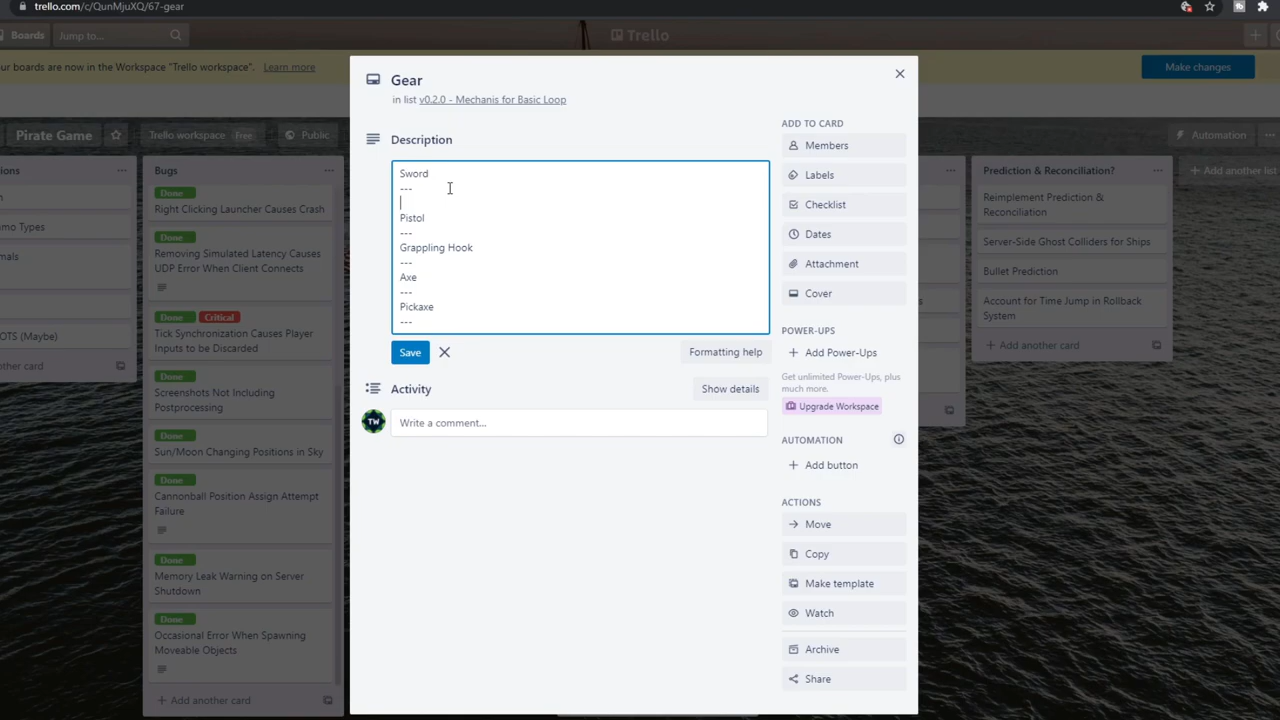 trello.com/c/QunMjuXQ/67-gear
Boards
Jump to...
Trello
ur boards are now in the Workspace "Trello workspace". Learn more
Make changes
Pirate Game
Trello workspace Free
Public
Automation
Bugs
Done
Right Clicking Launcher Causes Crash
Done
Removing Simulated Latency Causes
UDP Error When Client Connects
Done Critical
Tick Synchronization Causes Player
Inputs to be Discarded
Done
Screenshots Not Including
Postprocessing
Done
Sun/Moon Changing Positions in Sky
Done
Cannonball Position Assign Attempt
Failure
Done
Memory Leak Warning on Server
Shutdown
Done
Occasional Error When Spawning
Moveable Objects
+ Add another card
ions
mo Types
mals
OTS (Maybe)
ther card
Gear
in list v0.2.0 - Mechanis for Basic Loop
Description
Sword
---
Pistol
---
Grappling Hook
---
Axe
---
Pickaxe
---
Save
Formatting help
Activity
Show details
TW
Write a comment...
ADD TO CARD
Members
Labels
Checklist
Dates
Attachment
Cover
POWER-UPS
+ Add Power-Ups
Get unlimited Power-Ups, plus
much more.
Upgrade Workspace
AUTOMATION
+ Add button
ACTIONS
Move
Copy
Make template
Watch
Archive
Share
Prediction & Reconciliation?
Reimplement Prediction &
Reconciliation
Server-Side Ghost Colliders for Ships
Bullet Prediction
Account for Time Jump in Rollback
System
+ Add another card
+ Add another list